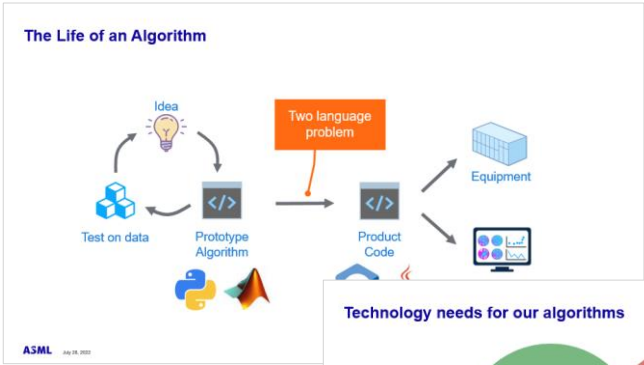 The Life of an Algorithm
Idea
Two language
problem
Equipment
</>
</>
Test on data
Prototype
Algorithm
Product
Code
Technology needs for our algorithms
ASML
July 28, 2022